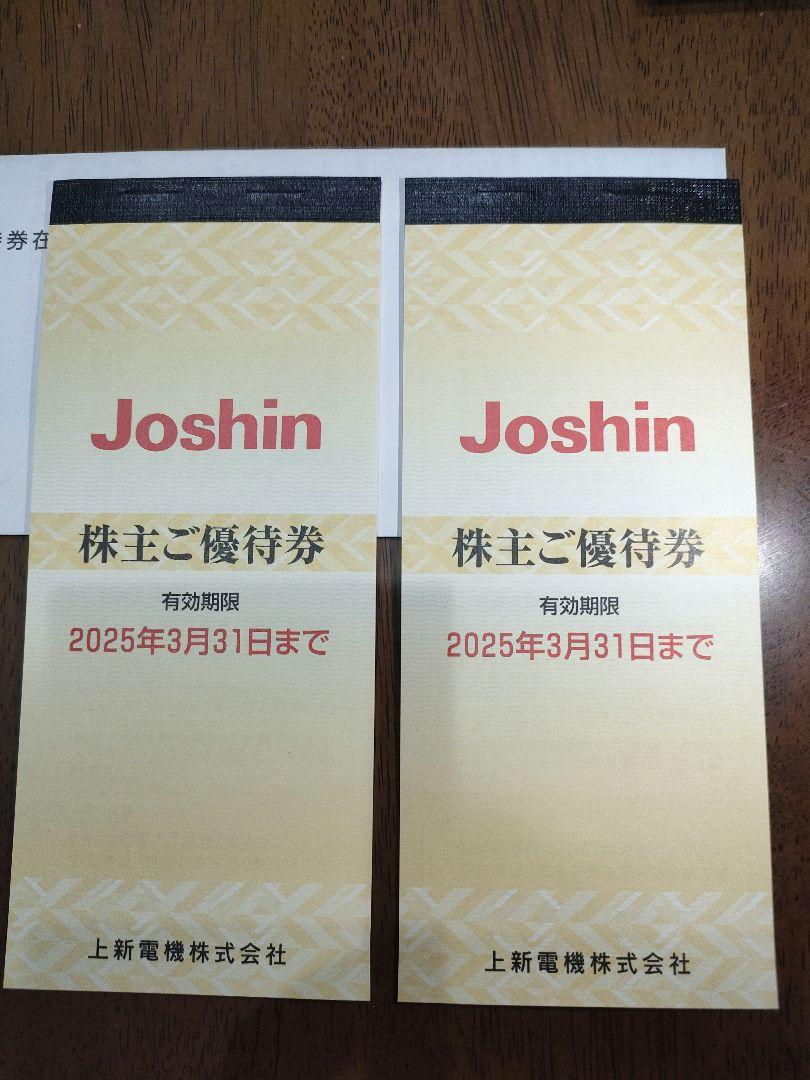 券在
Joshin
株主ご優待券
有効期限
2025年3月31日まで
上新電機株式会社
Joshin
株主ご優待券
有効期限
2025年3月31日まで
上新電機株式会社